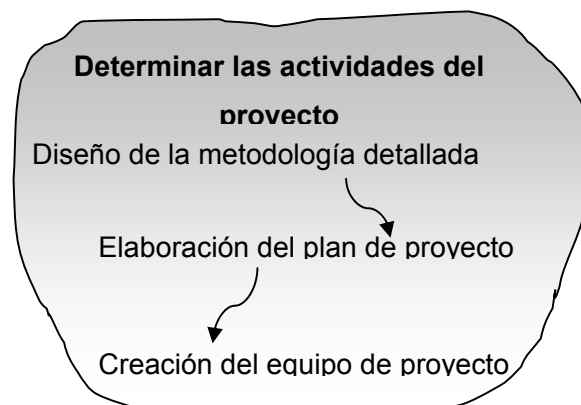 Determinar las actividades del
proyecto
Diseño de la metodología detallada
Elaboración del plan de proyecto
Creación del equipo de proyecto